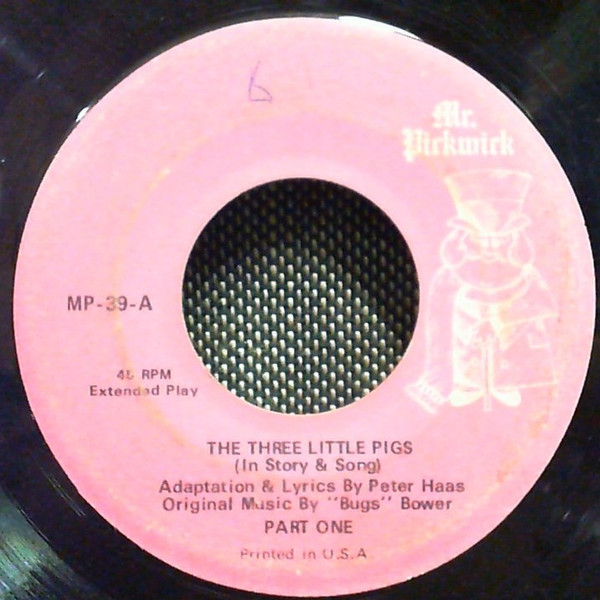 6
Mr.
Pickwick
MP-39-A
45 RPM
Extended Play
THE THREE LITTLE PIGS
(In Story & Song)
Adaptation & Lyrics By Peter Haas
Original Music By "Bugs" Bower
PART ONE
Printed in U.S.A.